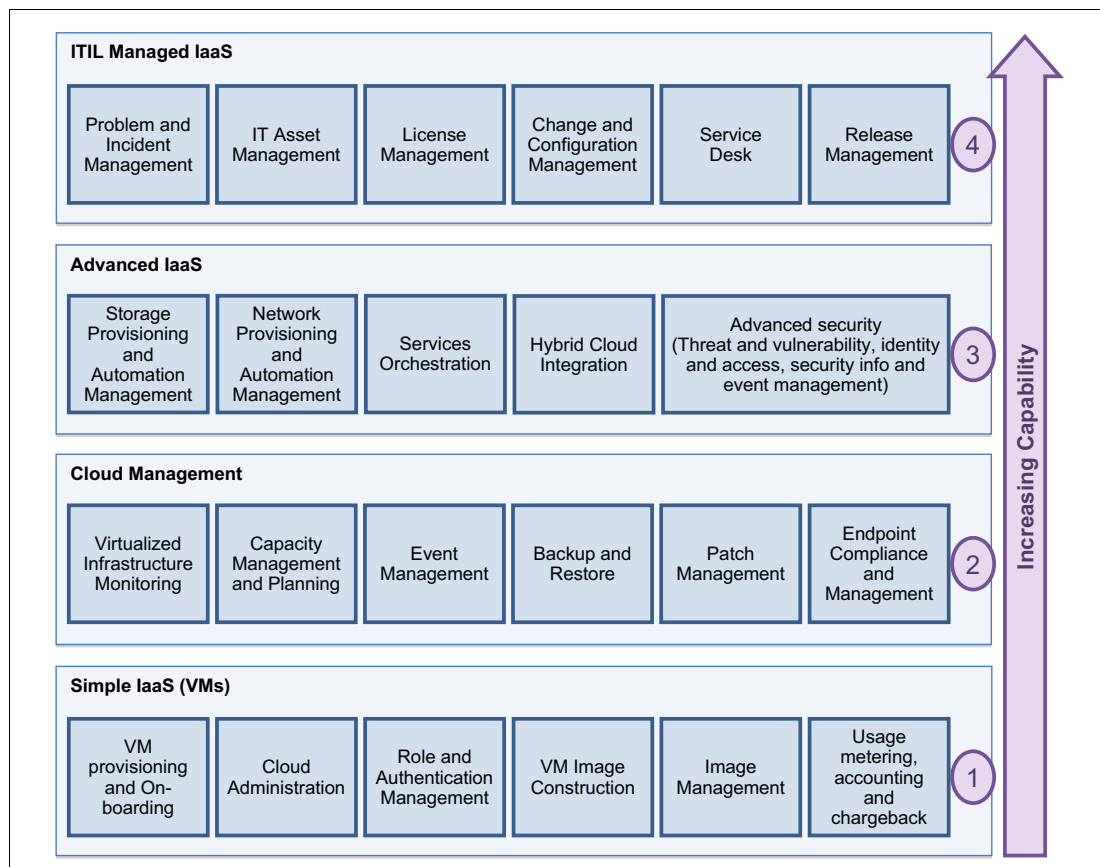 ITIL Managed IaaS
Problem and
Incident
Management
IT Asset
Management
License
Management
Change and
Configuration
Management
Service
Desk
Release
Management
4
Advanced IaaS
Storage
Provisioning
and
Automation
Management
Network
Provisioning
and
Automation
Management
Services
Orchestration
Hybrid Cloud
Integration
Advanced security
(Threat and vulnerability, identity
and access, security info and
event management)
3
Cloud Management
Virtualized
Infrastructure
Monitoring
Capacity
Management
and Planning
Event
Management
Backup and
Restore
Patch
Management
Endpoint
Compliance
and
Management
2
Simple IaaS (VMs)
VM
provisioning
and On-
boarding
Cloud
Administration
Role and
Authentication
Management
VM Image
Construction
Image
Management
Usage
metering,
accounting
and
chargeback
1
Increasing Capability